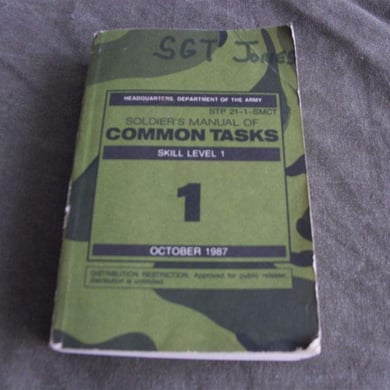 SGT Jones
HEADQUARTERS, DEPARTMENT OF THE ARMY
STP 21-1-SMCT
SOLDIER'S MANUAL OF
COMMON TASKS
SKILL LEVEL 1
1
OCTOBER 1987
DISTRIBUTION RESTRICTION: Approved for public release;
distribution is unlimited.